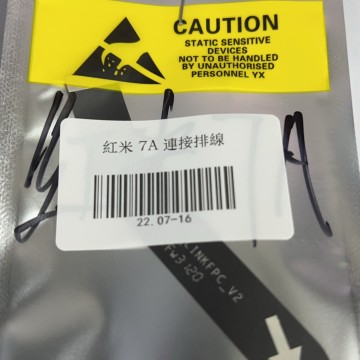 CAUTION
STATIC SENSITIVE
DEVICES
NOT TO BE HANDLED
BY UNAUTHORISED
PERSONNEL YX
紅米 7A 連接排線
22.07-16
INKFPC_V2